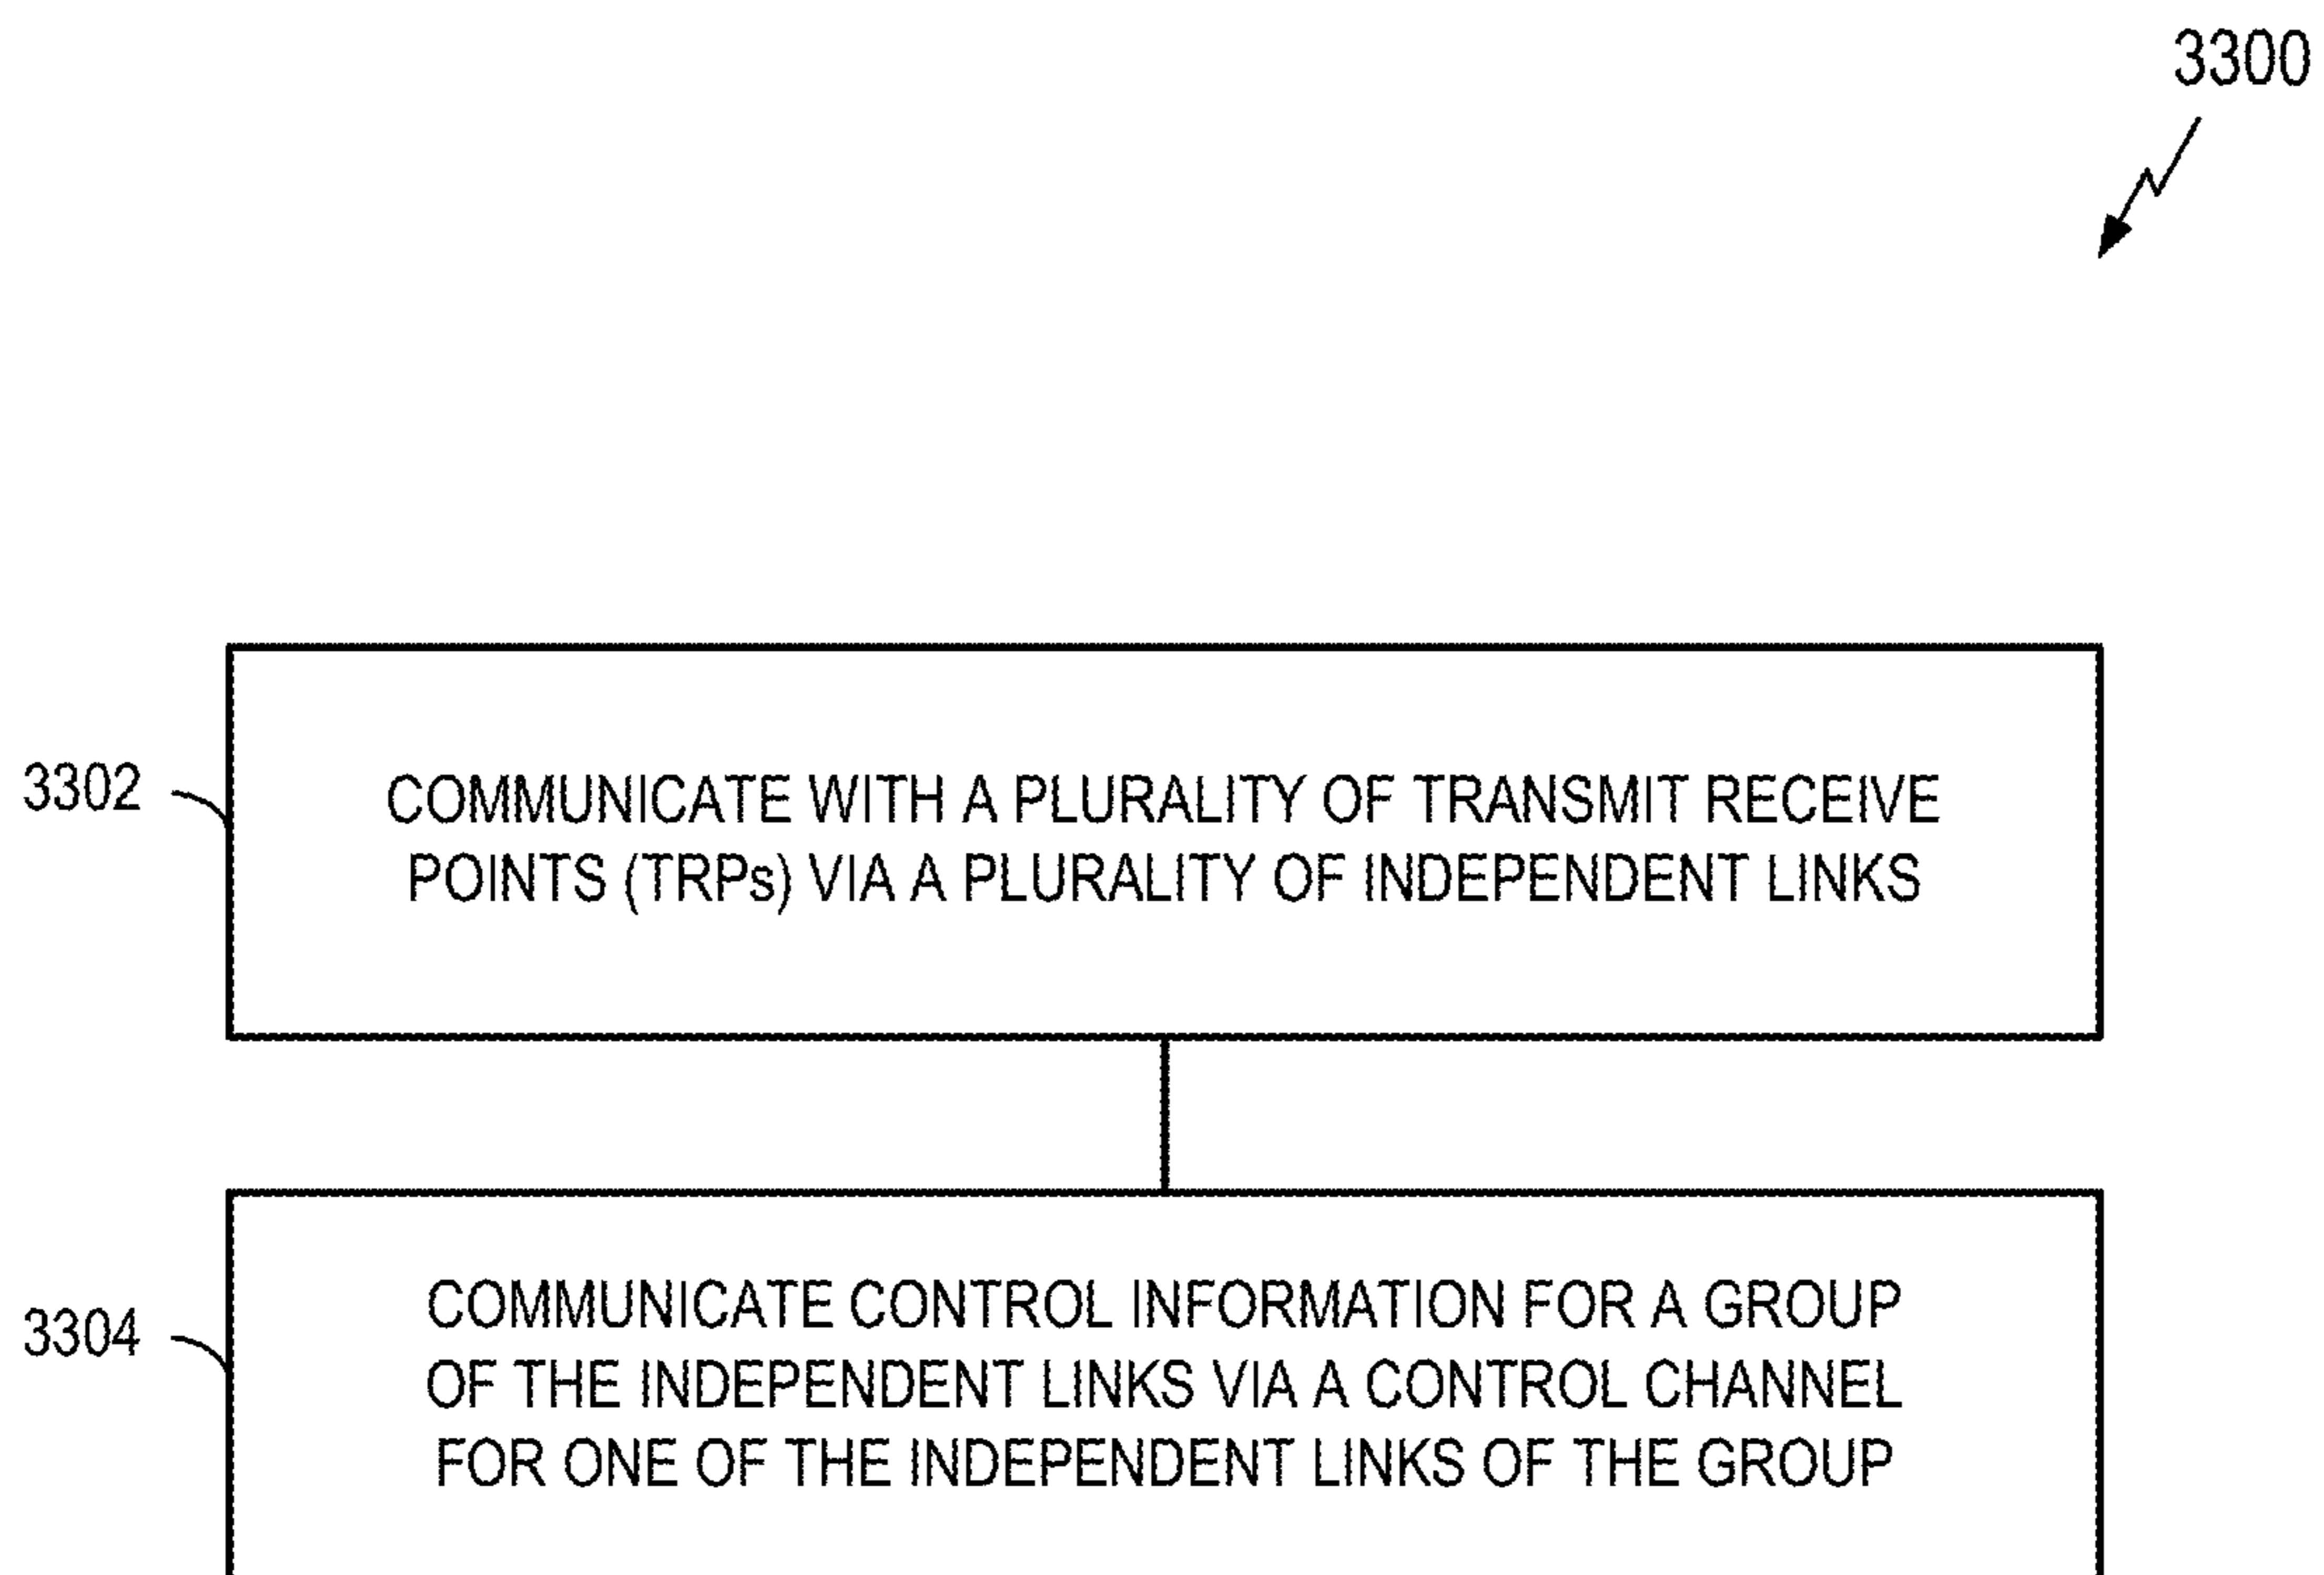 3300
3302
COMMUNICATE WITH A PLURALITY OF TRANSMIT RECEIVE
POINTS (TRPs) VIA A PLURALITY OF INDEPENDENT LINKS
3304
COMMUNICATE CONTROL INFORMATION FOR A GROUP
OF THE INDEPENDENT LINKS VIA A CONTROL CHANNEL
FOR ONE OF THE INDEPENDENT LINKS OF THE GROUP